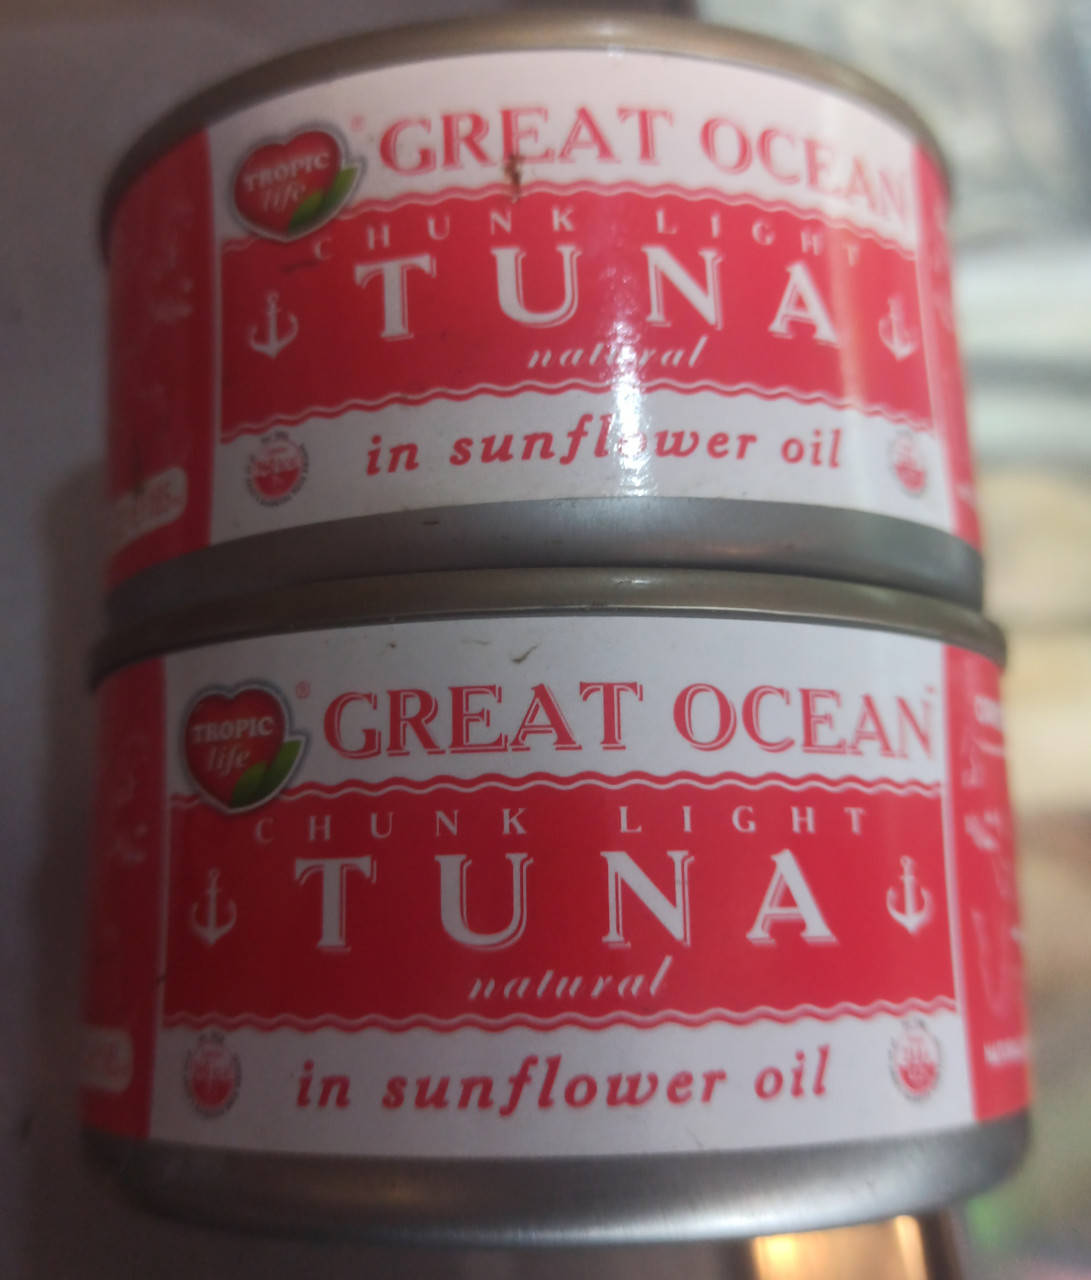 TROPIC
life
®
GREAT OCEAN
CHUNK LIGHT
TUNA
natural
in sunflower oil
TROPIC
life
®
GREAT OCEAN
CHUNK LIGHT
TUNA
natural
in sunflower oil